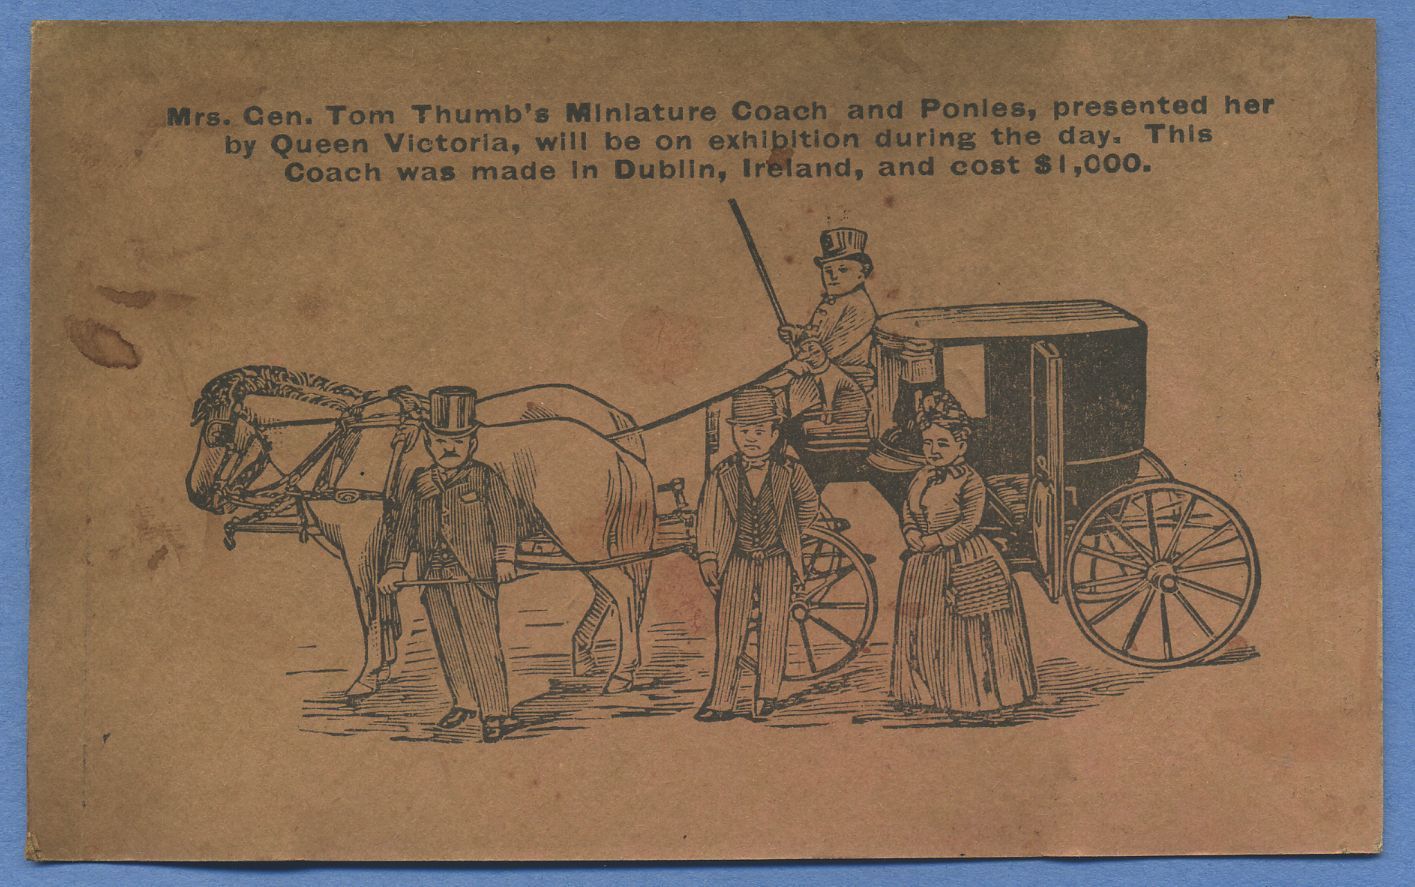 Mrs. Gen. Tom Thumb's Miniature Coach and Ponies, presented her
by Queen Victoria, will be on exhibition during the day. This
Coach was made in Dublin, Ireland, and cost $1,000.